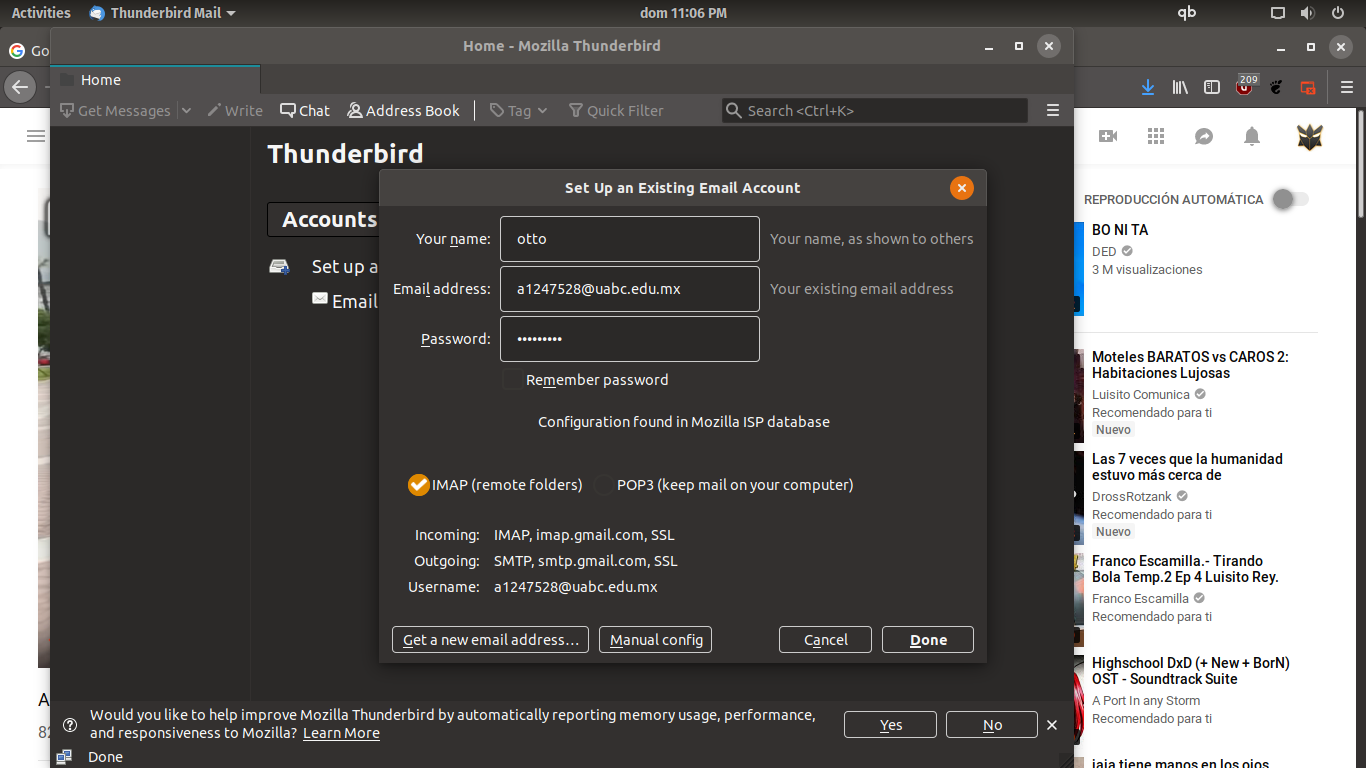 Activities Thunderbird Mail dom 11:06 PM qb
Go
Home - Mozilla Thunderbird
Home
209
Get Messages Write Chat Address Book Tag Quick Filter Search <Ctrl+K>
Thunderbird
Accounts
Set up a
Email
Set Up an Existing Email Account
Your name: otto Your name, as shown to others
Email address: a1247528@uabc.edu.mx Your existing email address
Password: •••••••••
Remember password
Configuration found in Mozilla ISP database
IMAP (remote folders) POP3 (keep mail on your computer)
Incoming: IMAP, imap.gmail.com, SSL
Outgoing: SMTP, smtp.gmail.com, SSL
Username: a1247528@uabc.edu.mx
Get a new email address... Manual config Cancel Done
Would you like to help improve Mozilla Thunderbird by automatically reporting memory usage, performance,
and responsiveness to Mozilla? Learn More
Yes No
Done
A
82
REPRODUCCIÓN AUTOMÁTICA
BO NI TA
DED
3 M visualizaciones
Moteles BARATOS vs CAROS 2:
Habitaciones Lujosas
Luisito Comunica
Recomendado para ti
Nuevo
Las 7 veces que la humanidad
estuvo más cerca de
DrossRotzank
Recomendado para ti
Nuevo
Franco Escamilla.- Tirando
Bola Temp.2 Ep 4 Luisito Rey.
Franco Escamilla
Recomendado para ti
Highschool DxD (+ New + BorN)
OST - Soundtrack Suite
A Port In any Storm
Recomendado para ti
jaja tiene manos en los ojos